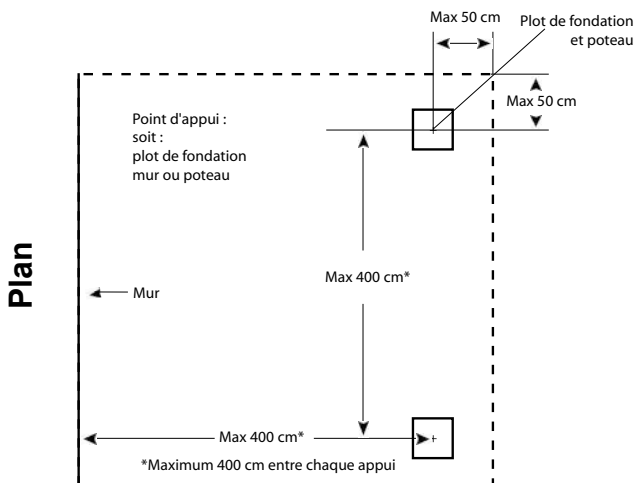 Max 50 cm
Plot de fondation
et poteau
Max 50 cm
Point d'appui :
soit :
plot de fondation
mur ou poteau
Plan
Max 400 cm*
Mur
Max 400 cm*
*Maximum 400 cm entre chaque appui